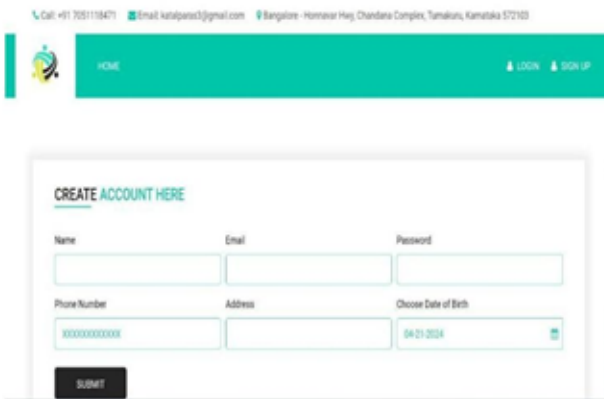 Call: +91 7051118471 Email: katalparas3@gmail.com Bangalore - Honnavar Hwy, Chandana Complex, Tumakuru, Karnataka 572103
HOME LOGIN SIGN UP
CREATE ACCOUNT HERE
Name Email Password
Phone Number Address Choose Date of Birth
XXXXXXXXXXXX 04-21-2024
SUBMIT